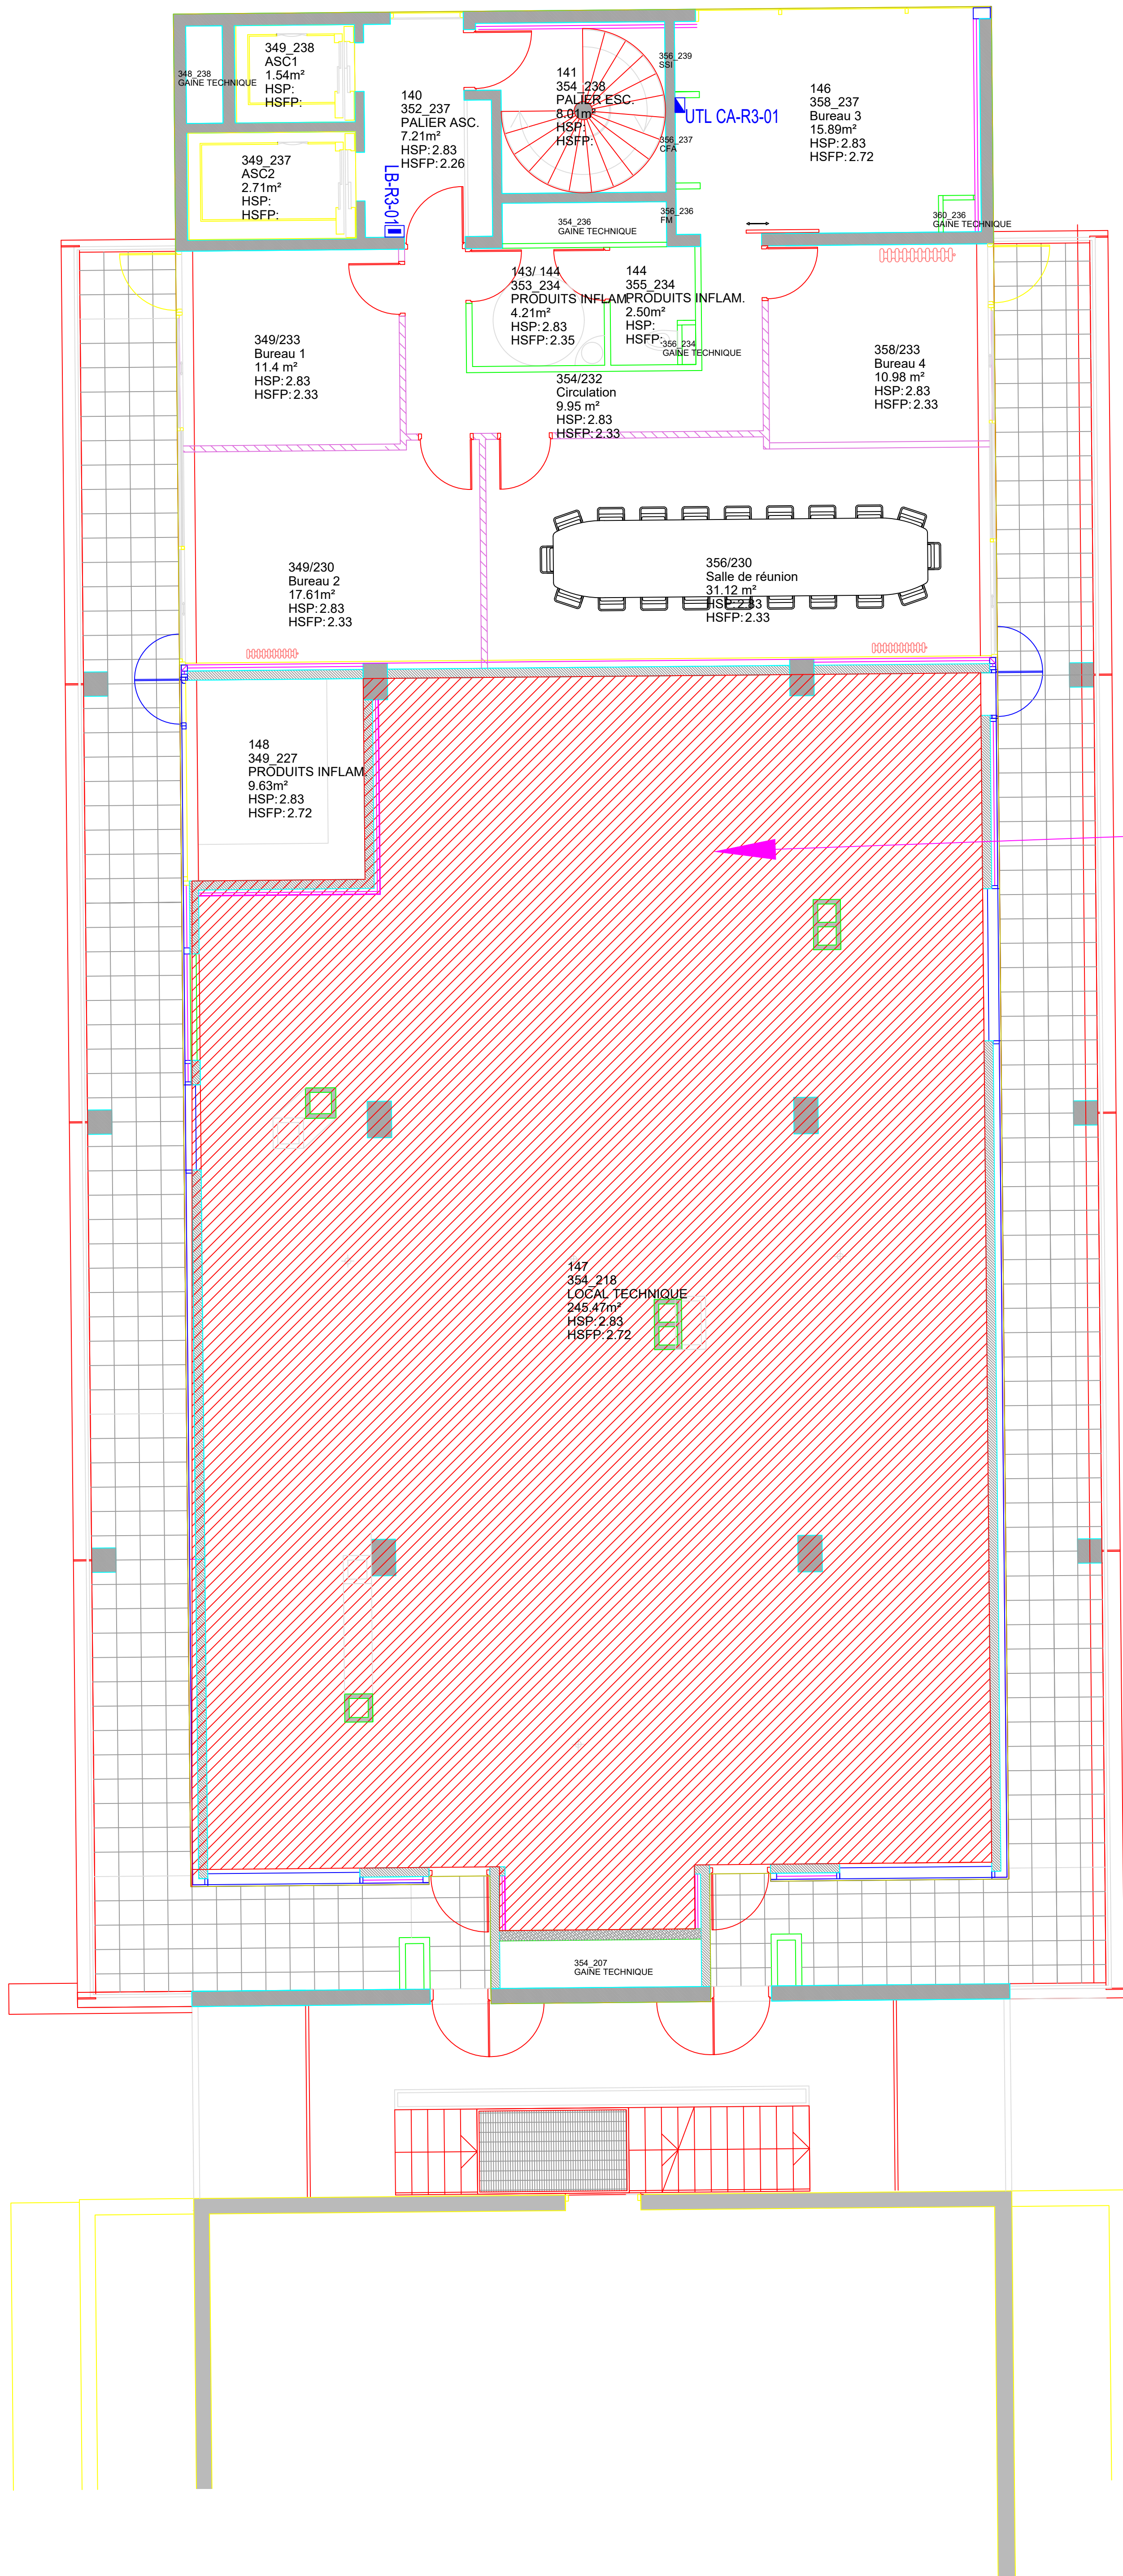 349_238
ASC1
1.54m²
HSP:
HSFP:
348_238
GAINE TECHNIQUE
140
352_237
PALIER ASC.
7.21m²
HSP:2.83
HSFP:2.26
141
354_238
PALIER ESC.
8.01m²
HSP:
HSFP:
356_239
SSI
UTL CA-R3-01
146
358_237
Bureau 3
15.89m²
HSP:2.83
HSFP:2.72
356_237
CFA
349_237
ASC2
2.71m²
HSP:
HSFP:
LB-R3-01
354_236
GAINE TECHNIQUE
356_236
FM
360_236
GAINE TECHNIQUE
143/ 144
353_234
PRODUITS INFLAM.
4.21m²
HSP:2.83
HSFP:2.35
144
355_234
PRODUITS INFLAM.
2.50m²
HSP:
HSFP:
356_234
GAINE TECHNIQUE
349/233
Bureau 1
11.4 m²
HSP:2.83
HSFP:2.33
358/233
Bureau 4
10.98 m²
HSP:2.83
HSFP:2.33
354/232
Circulation
9.95 m²
HSP:2.83
HSFP:2.33
349/230
Bureau 2
17.61m²
HSP:2.83
HSFP:2.33
356/230
Salle de réunion
31.12 m²
HSP:2.83
HSFP:2.33
148
349_227
PRODUITS INFLAM.
9.63m²
HSP:2.83
HSFP:2.72
147
354_218
LOCAL TECHNIQUE
245.47m²
HSP:2.83
HSFP:2.72
354_207
GAINE TECHNIQUE